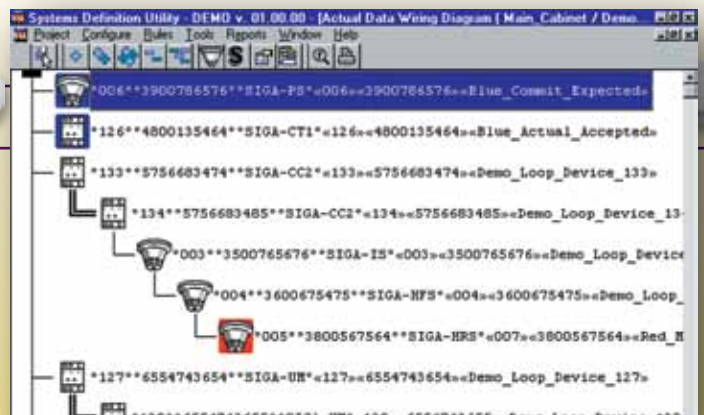 Systems Definition Utility - DEMO v. 01.00.00 - [Actual Data Wiring Diagram [ Main_Cabinet / Demo...
Project Configure Rules Tools Reports Window Help
S
*006**3900786576**SIGA-PS*«006»«3900786576»«Blue_Commit_Expected»
*126**4800135464**SIGA-CT1*«126»«4800135464»«Blue_Actual_Accepted»
*133**5756683474**SIGA-CC2*«133»«5756683474»«Demo_Loop_Device_133»
*134**5756683485**SIGA-CC2*«134»«5756683485»«Demo_Loop_Device_13
*003**3500765676**SIGA-IS*«003»«3500765676»«Demo_Loop_Device
*004**3600675475**SIGA-HFS*«004»«3600675475»«Demo_Loop_
*005**3800567564**SIGA-HRS*«007»«3800567564»«Red_M
*127**6554743654**SIGA-UM*«127»«6554743654»«Demo_Loop_Device_127»